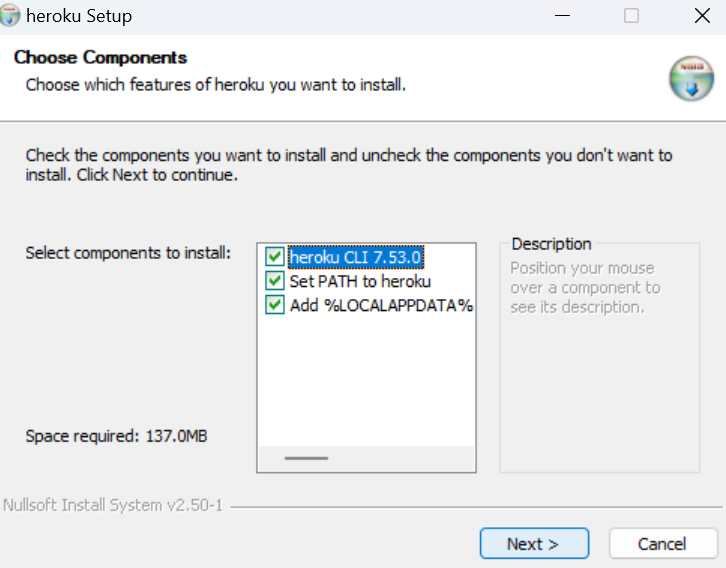 heroku Setup
Choose Components
Choose which features of heroku you want to install.
Check the components you want to install and uncheck the components you don't want to
install. Click Next to continue.
Select components to install:
heroku CLI 7.53.0
Set PATH to heroku
Add %LOCALAPPDATA%
Description
Position your mouse
over a component to
see its description.
Space required: 137.0MB
Nullsoft Install System v2.50-1
Next >
Cancel